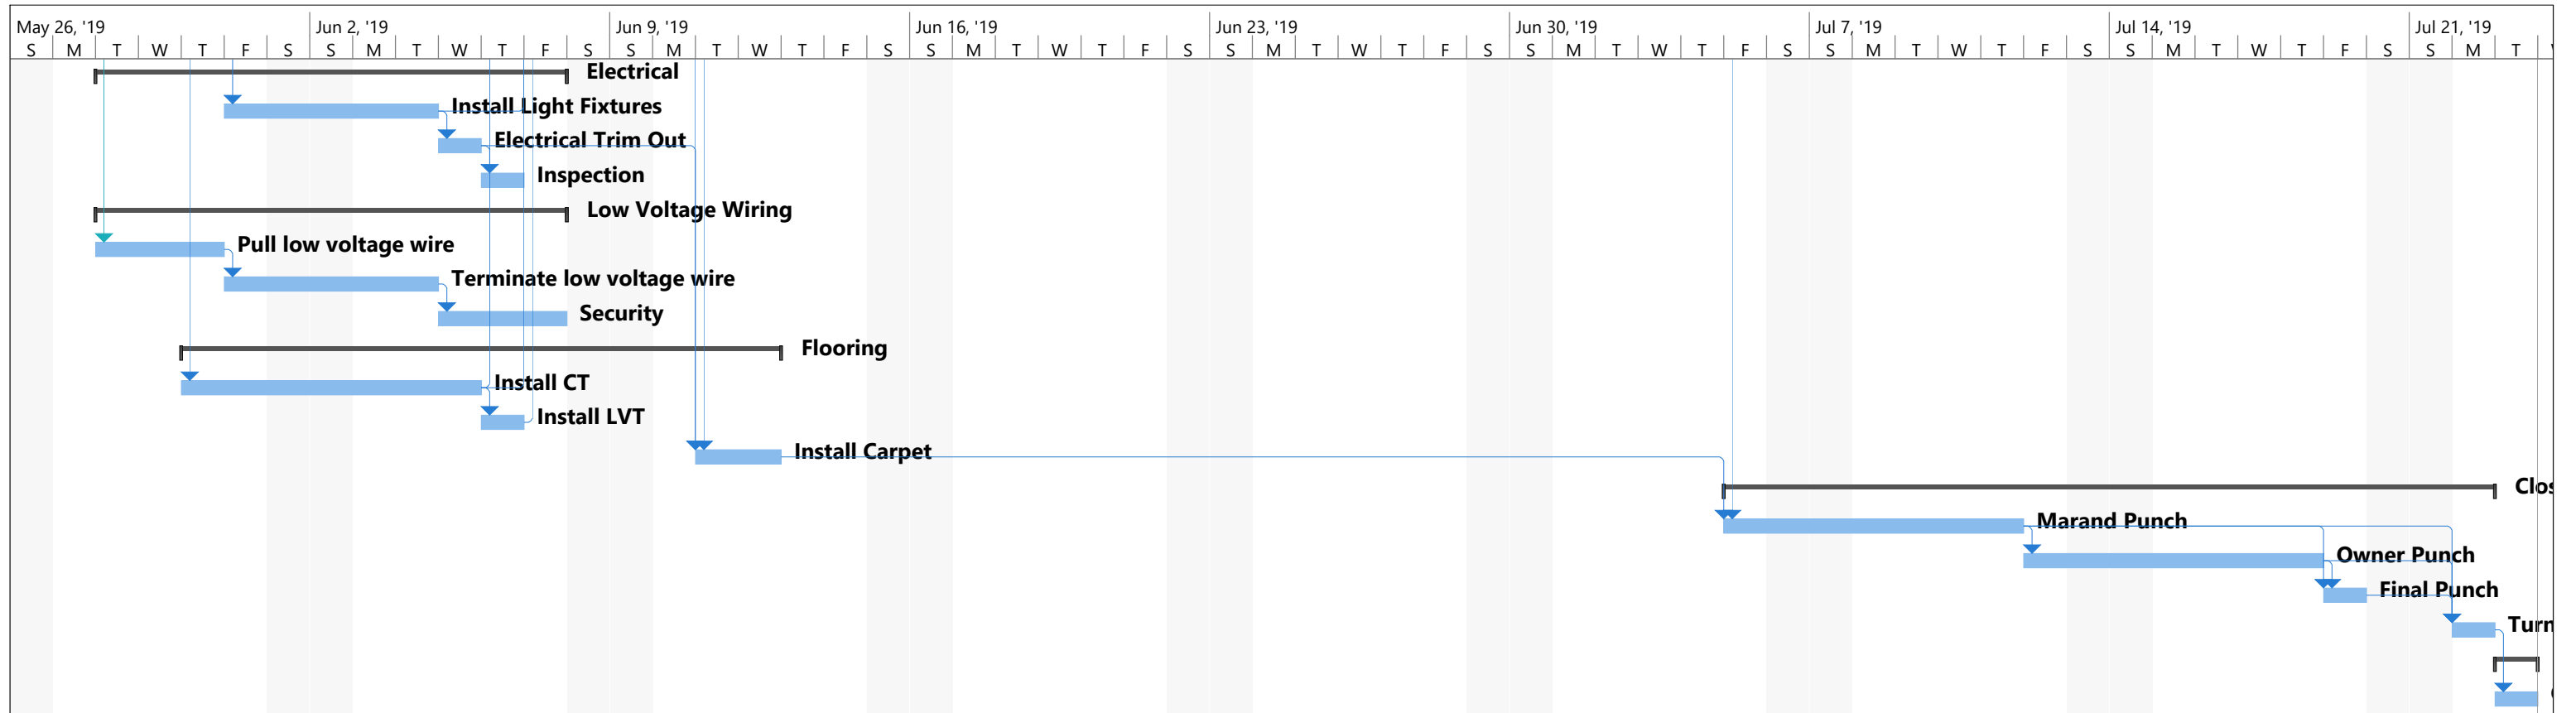 May 26, '19 Jun 2, '19 Jun 9, '19 Jun 16, '19 Jun 23, '19 Jun 30, '19 Jul 7, '19 Jul 14, '19 Jul 21, '19
S M T W T F S S M T W T F S S M T W T F S S M T W T F S S M T W T F S S M T W T F S S M T W T F S S M T W T F S S M T
Electrical
Install Light Fixtures
Electrical Trim Out
Inspection
Low Voltage Wiring
Pull low voltage wire
Terminate low voltage wire
Security
Flooring
Install CT
Install LVT
Install Carpet
Clos
Marand Punch
Owner Punch
Final Punch
Turn